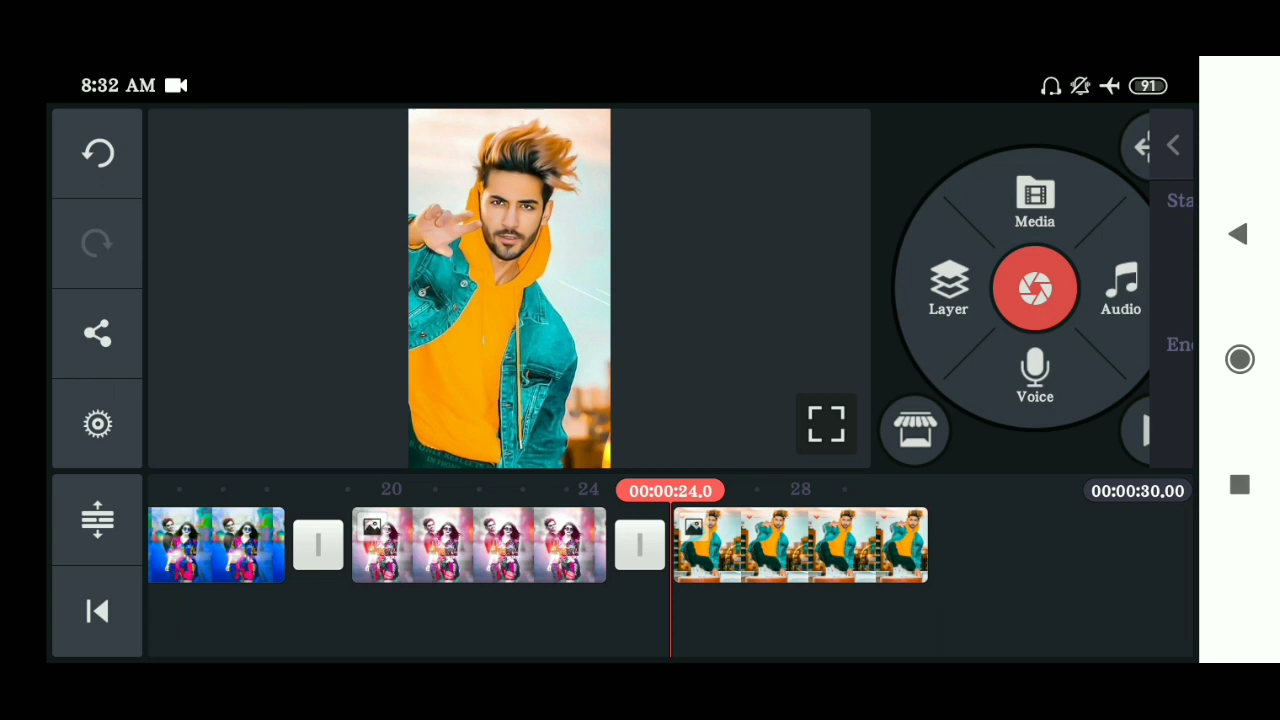 8:32 AM
91
Media
Layer
Audio
Voice
Sta
En
20
24
00:00:24.0
28
00:00:30.00